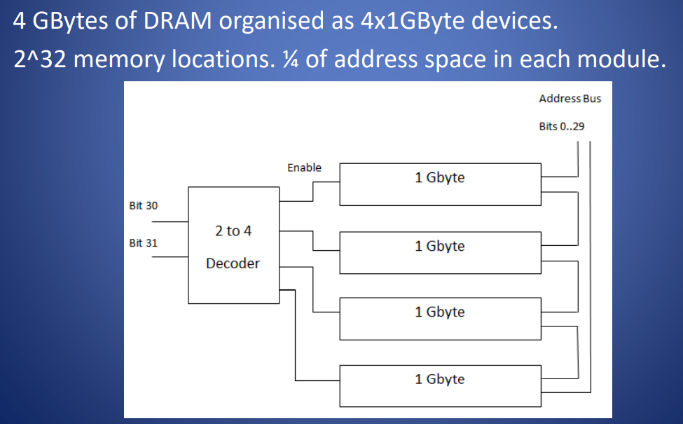 4 GBytes of DRAM organised as 4x1GByte devices.
2^32 memory locations. ¼ of address space in each module.
Address Bus
Bits 0..29
Enable
1 Gbyte
Bit 30
2 to 4
Bit 31
1 Gbyte
Decoder
1 Gbyte
1 Gbyte